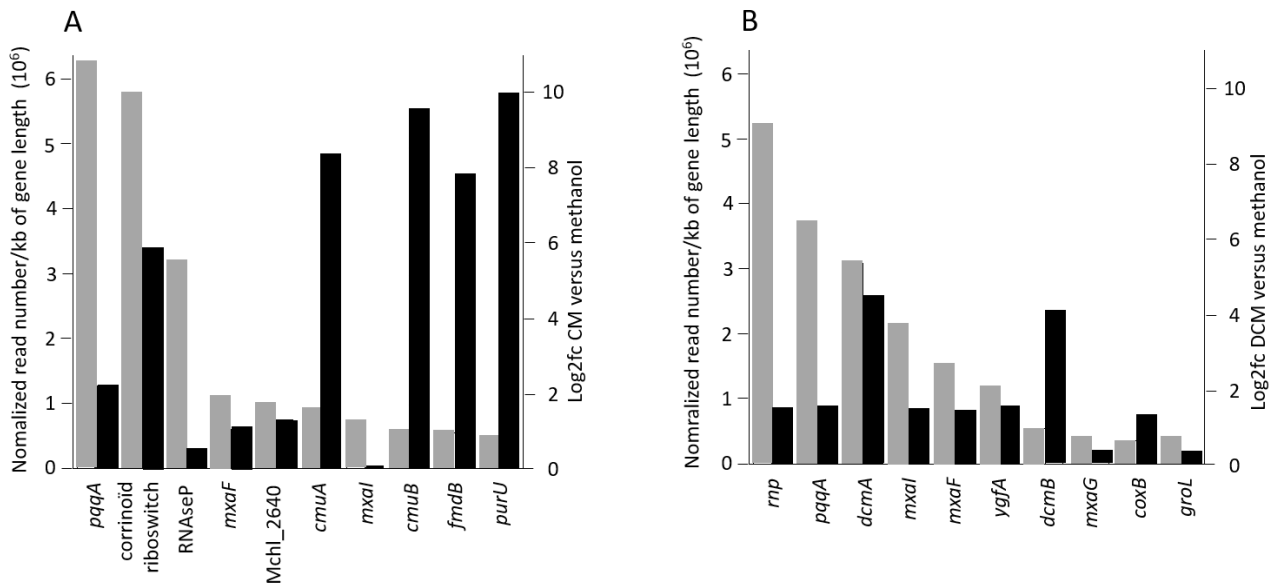 A
Nomalized read number/kb of gene length (10⁶)
6
5
4
3
2
1
0
10
8
6
4
2
0
Log2fc CM versus methanol
pqqA
corrinoïd
riboswitch
RNAseP
mxaF
Mchl_2640
cmuA
mxaI
cmuB
fmdB
purU
B
Nomralized read number/kb of gene length (10⁶)
6
5
4
3
2
1
0
10
8
6
4
2
0
Log2fc DCM versus methanol
rnp
pqqA
dcmA
mxaI
mxaF
ygfA
dcmB
mxaG
coxB
groL